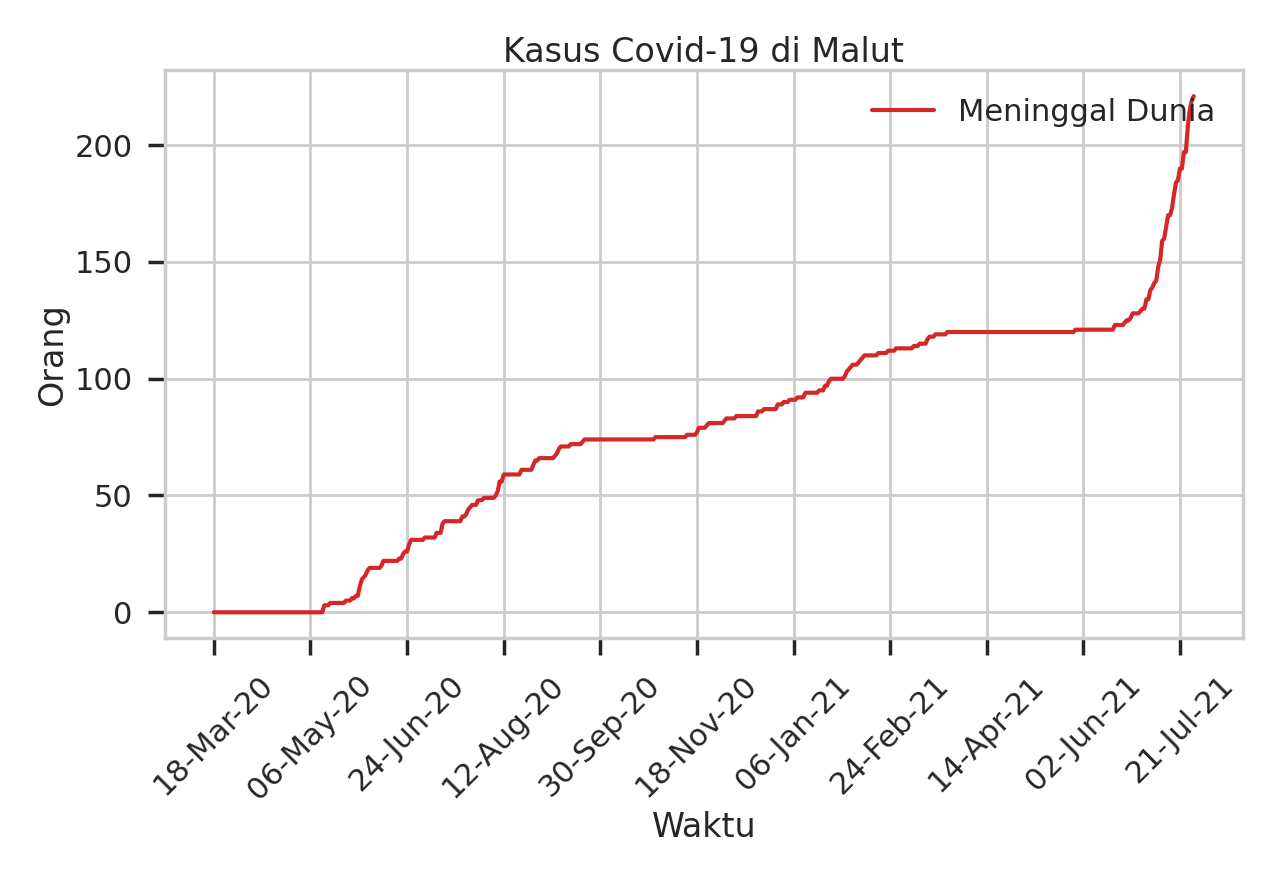 Kasus Covid-19 di Malut
Meninggal Dunia
Orang
200
150
100
50
0
18-Mar-20
06-May-20
24-Jun-20
12-Aug-20
30-Sep-20
18-Nov-20
06-Jan-21
24-Feb-21
14-Apr-21
02-Jun-21
21-Jul-21
Waktu